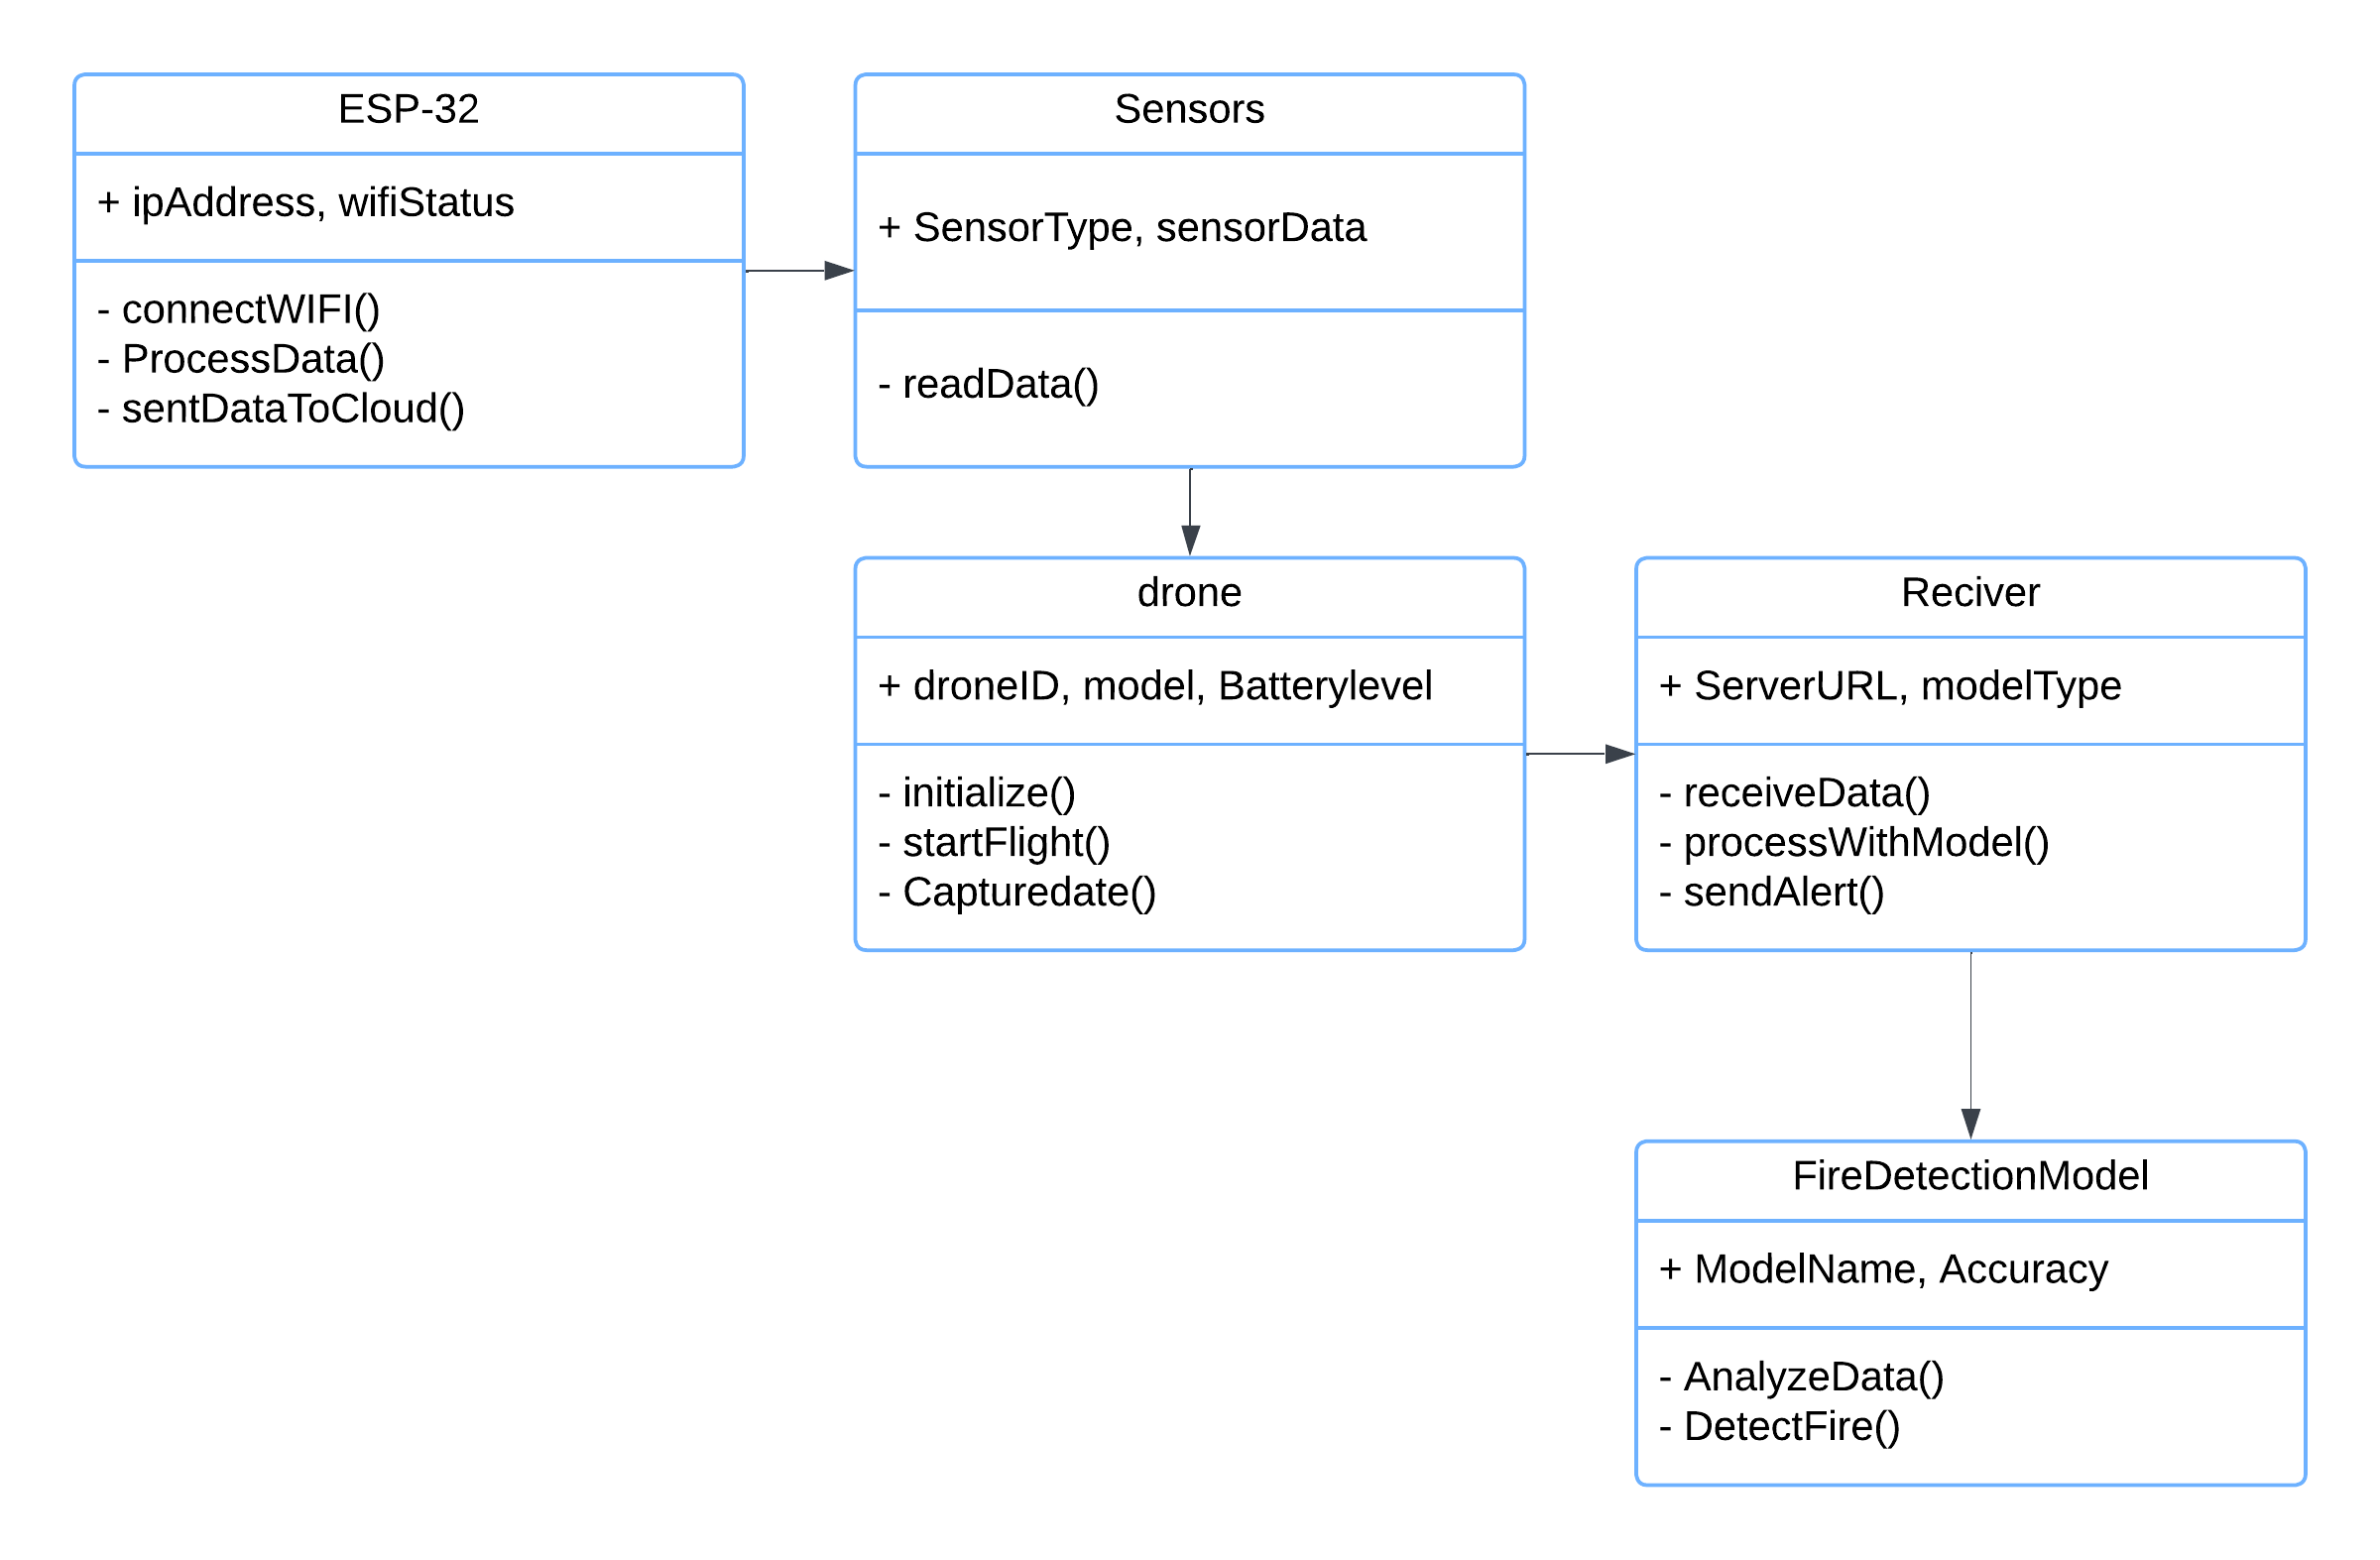 ESP-32
+ ipAddress, wifiStatus
- connectWIFI()
- ProcessData()
- sentDataToCloud()
Sensors
+ SensorType, sensorData
- readData()
drone
+ droneID, model, Batterylevel
- initialize()
- startFlight()
- Capturedate()
Reciver
+ ServerURL, modelType
- receiveData()
- processWithModel()
- sendAlert()
FireDetectionModel
+ ModelName, Accuracy
- AnalyzeData()
- DetectFire()